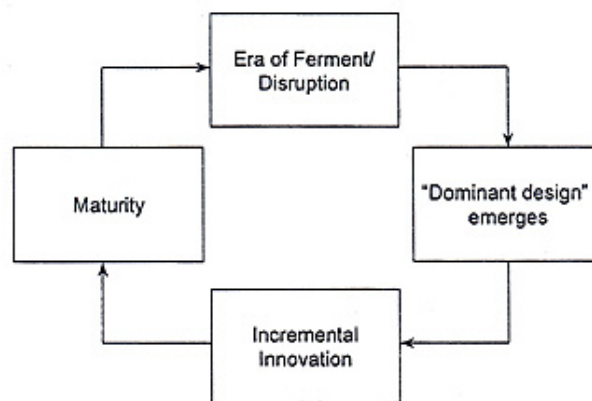 Era of Ferment/
Disruption
"Dominant design"
emerges
Incremental
Innovation
Maturity